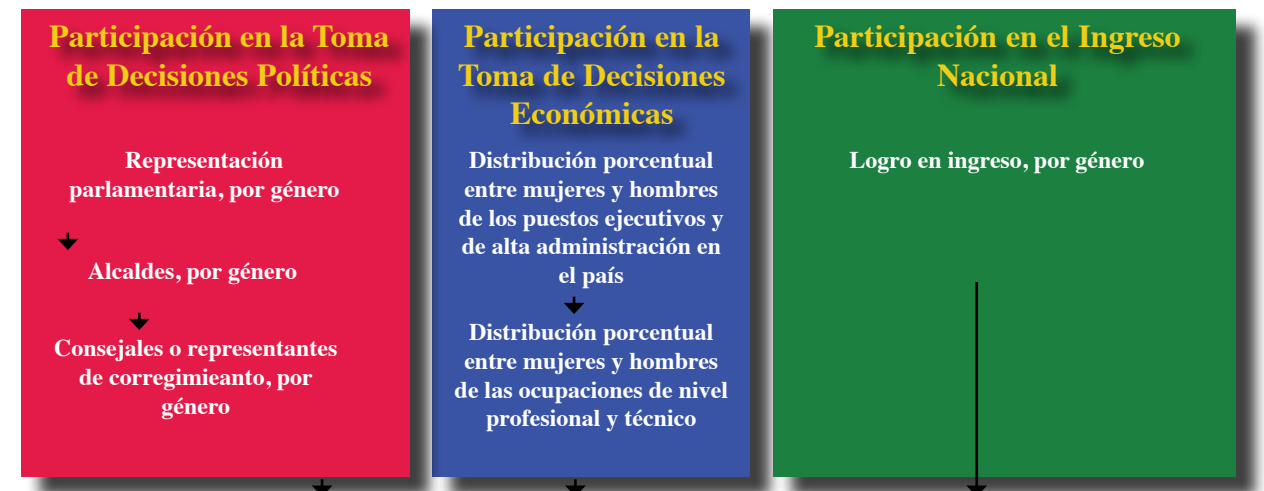 Participación en la Toma
de Decisiones Políticas
Representación
parlamentaria, por género
Alcaldes, por género
Consejales o representantes
de corregimieanto, por
género
Participación en la
Toma de Decisiones
Económicas
Distribución porcentual
entre mujeres y hombres
de los puestos ejecutivos y
de alta administración en
el país
Distribución porcentual
entre mujeres y hombres
de las ocupaciones de nivel
profesional y técnico
Participación en el Ingreso
Nacional
Logro en ingreso, por género